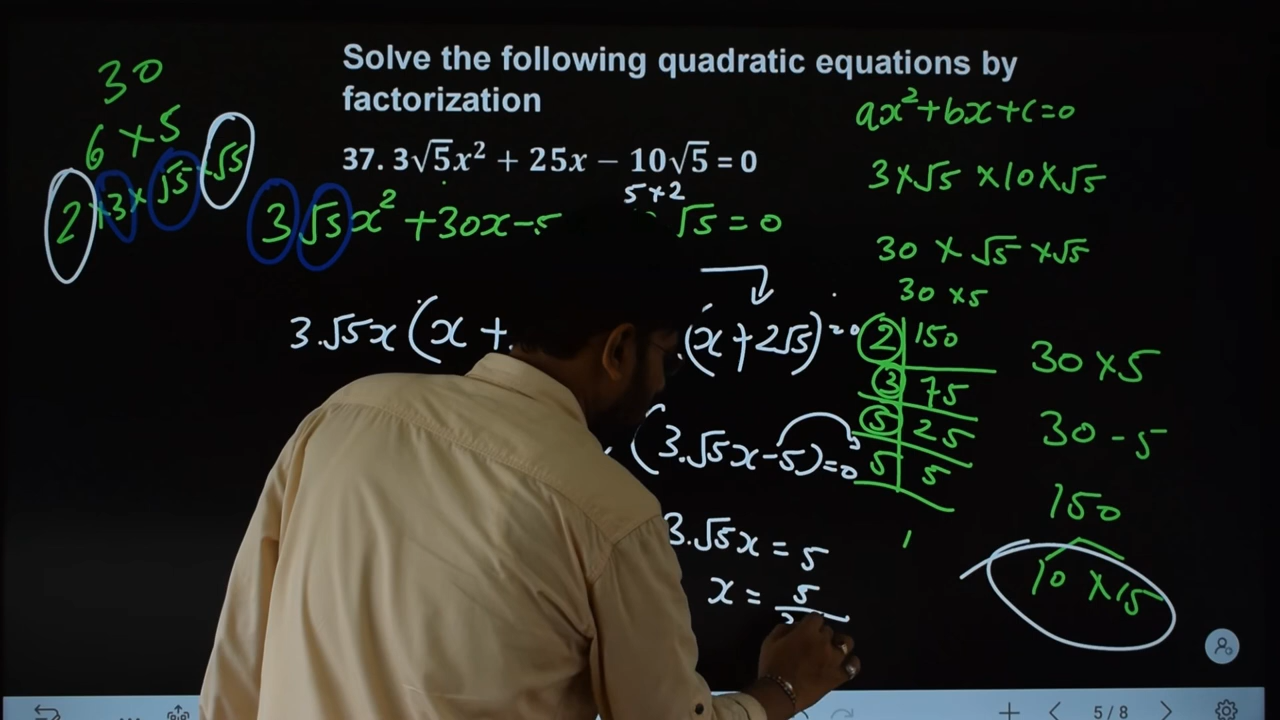 Solve the following quadratic equations by
factorization
37. 3√5x² + 25x − 10√5 = 0
5×2
3√5x² +30x-5
√5 = 0
3.√5x(x +
(x+2√5)=0
(3.√5x-5)=0
3.√5x = 5
x = 5
30
6 × 5
2 × 3 × √5 × √5
ax²+bx+c=0
3×√5 ×10×√5
30 × √5 ×√5
30 ×5
2 150
3 75
5 25
5 5
1
30 ×5
30 - 5
150
10 ×15
5 / 8